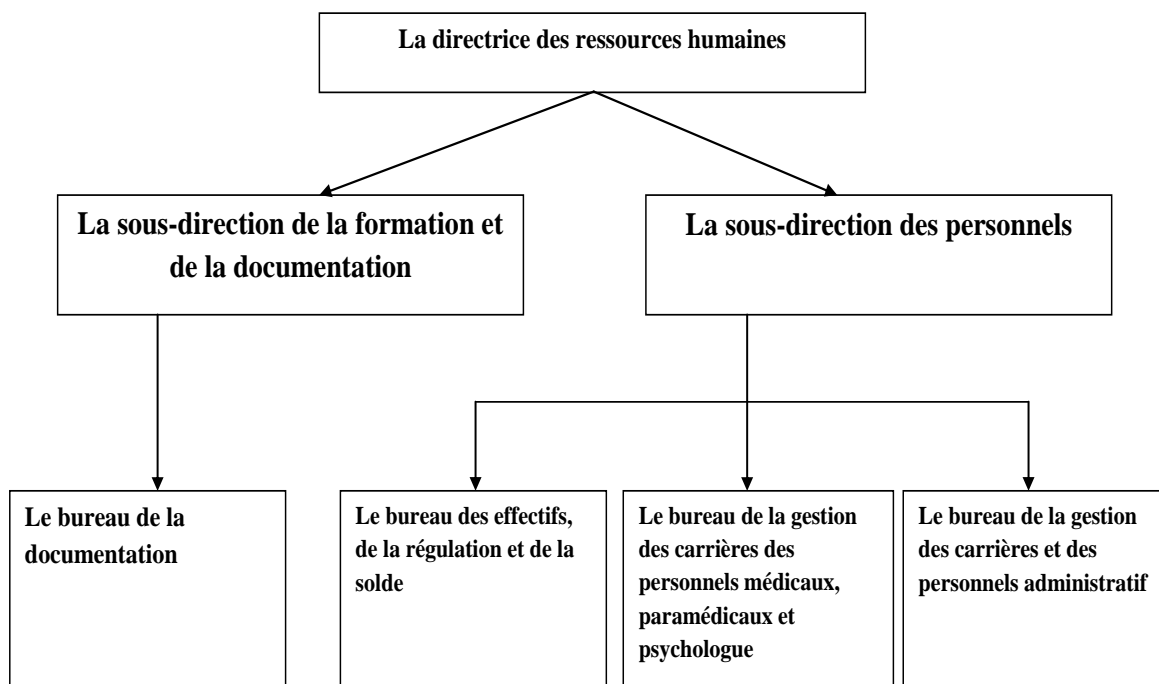 La directrice des ressources humaines
La sous-direction de la formation et
de la documentation
La sous-direction des personnels
Le bureau de la
documentation
Le bureau des effectifs,
de la régulation et de la
solde
Le bureau de la gestion
des carrières des
personnels médicaux,
paramédicaux et
psychologue
Le bureau de la gestion
des carrières et des
personnels administratif